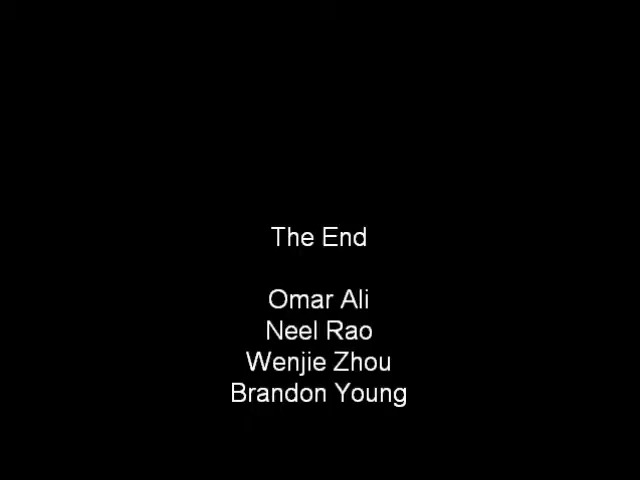 The End
Omar Ali
Neel Rao
Wenjie Zhou
Brandon Young